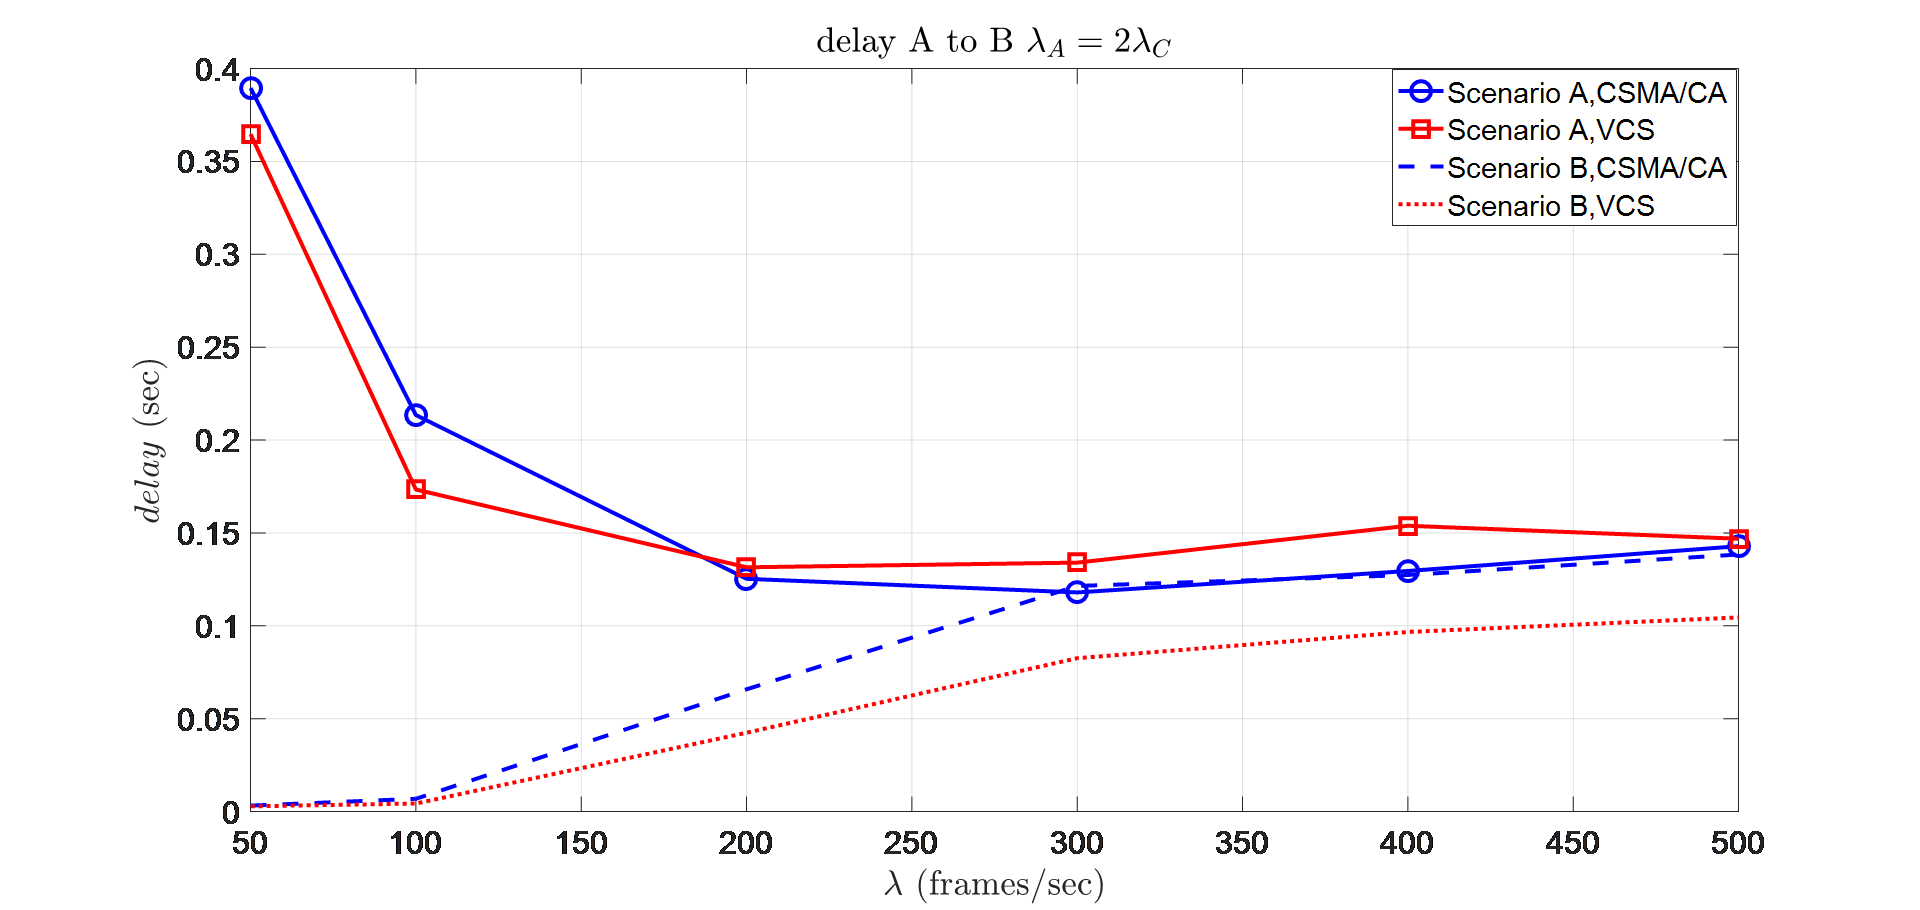 delay A to B λ_A = 2λ_C
Scenario A,CSMA/CA
Scenario A,VCS
Scenario B,CSMA/CA
Scenario B,VCS
0.4
0.35
0.3
0.25
0.2
0.15
0.1
0.05
0
delay (sec)
50 100 150 200 250 300 350 400 450 500
λ (frames/sec)